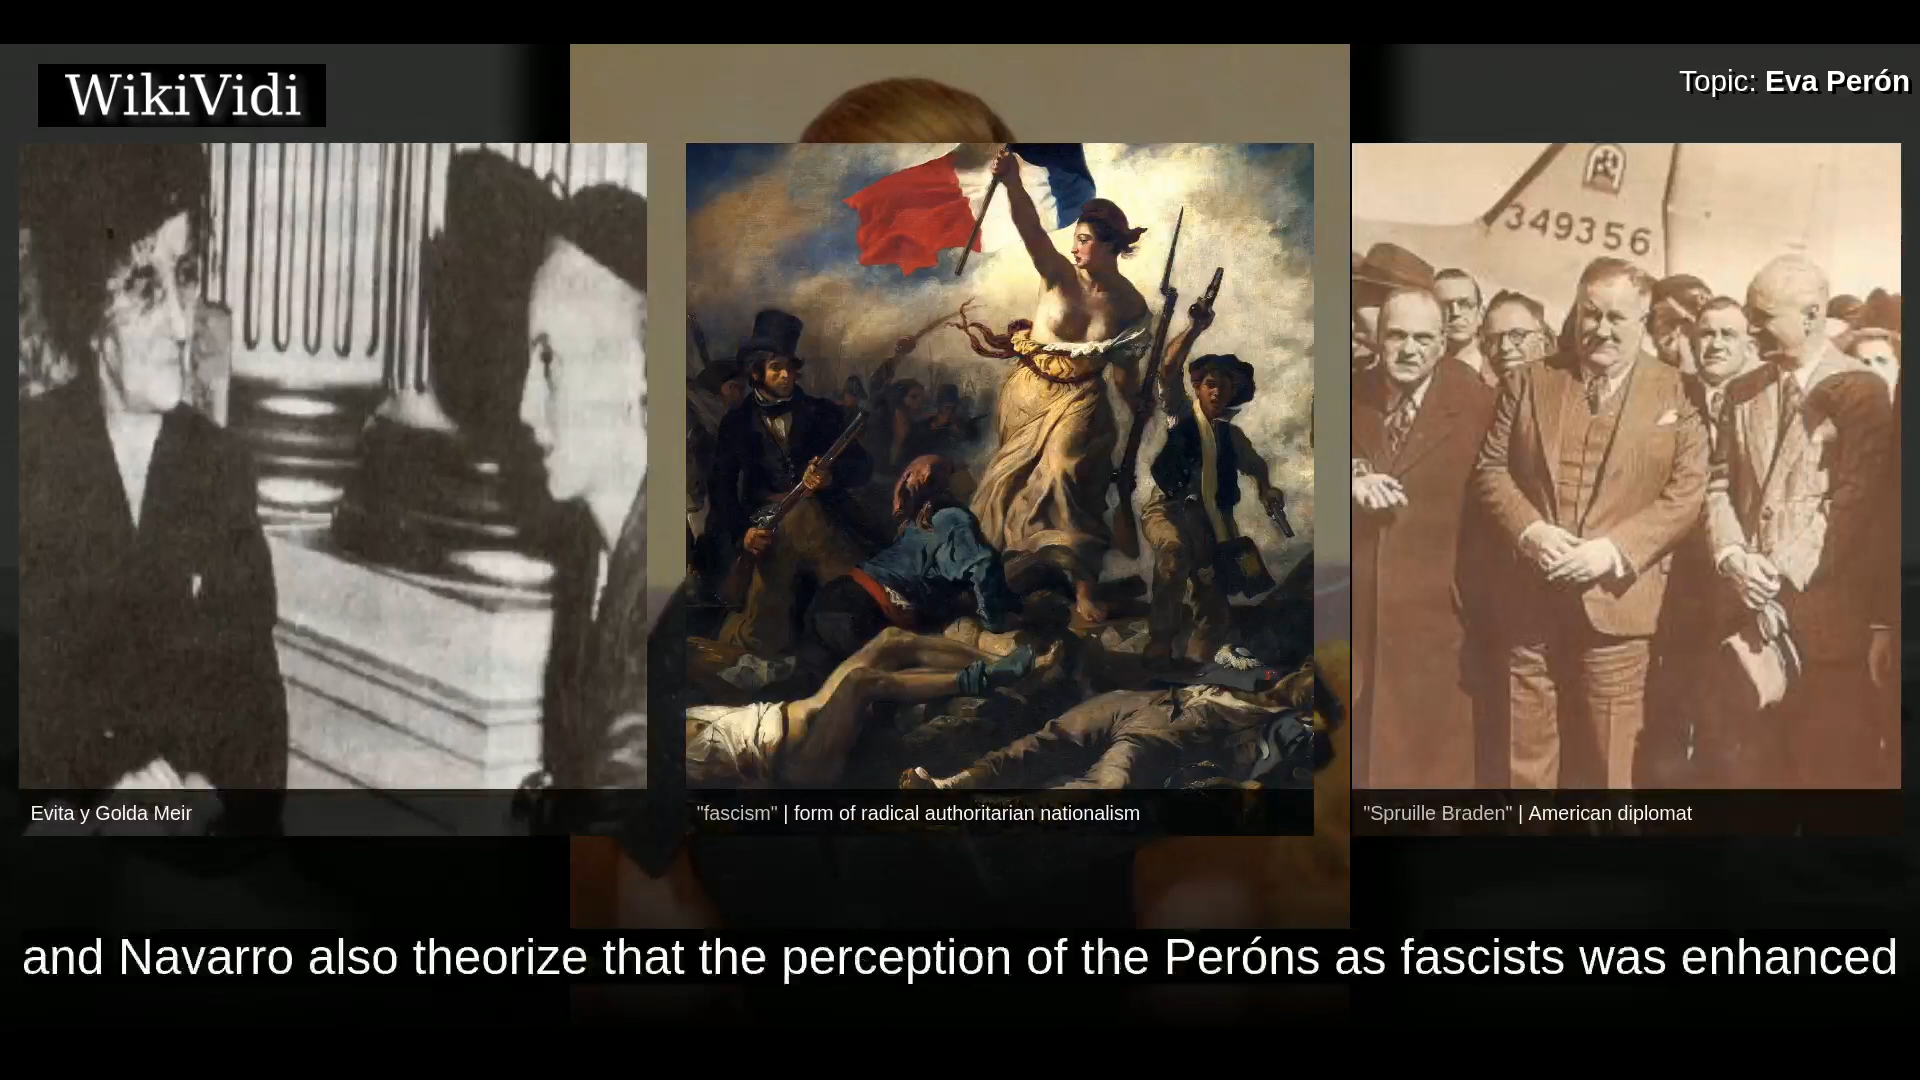 WikiVidi
Topic: Eva Perón
349356
Evita y Golda Meir
"fascism" | form of radical authoritarian nationalism
"Spruille Braden" | American diplomat
and Navarro also theorize that the perception of the Peróns as fascists was enhanced